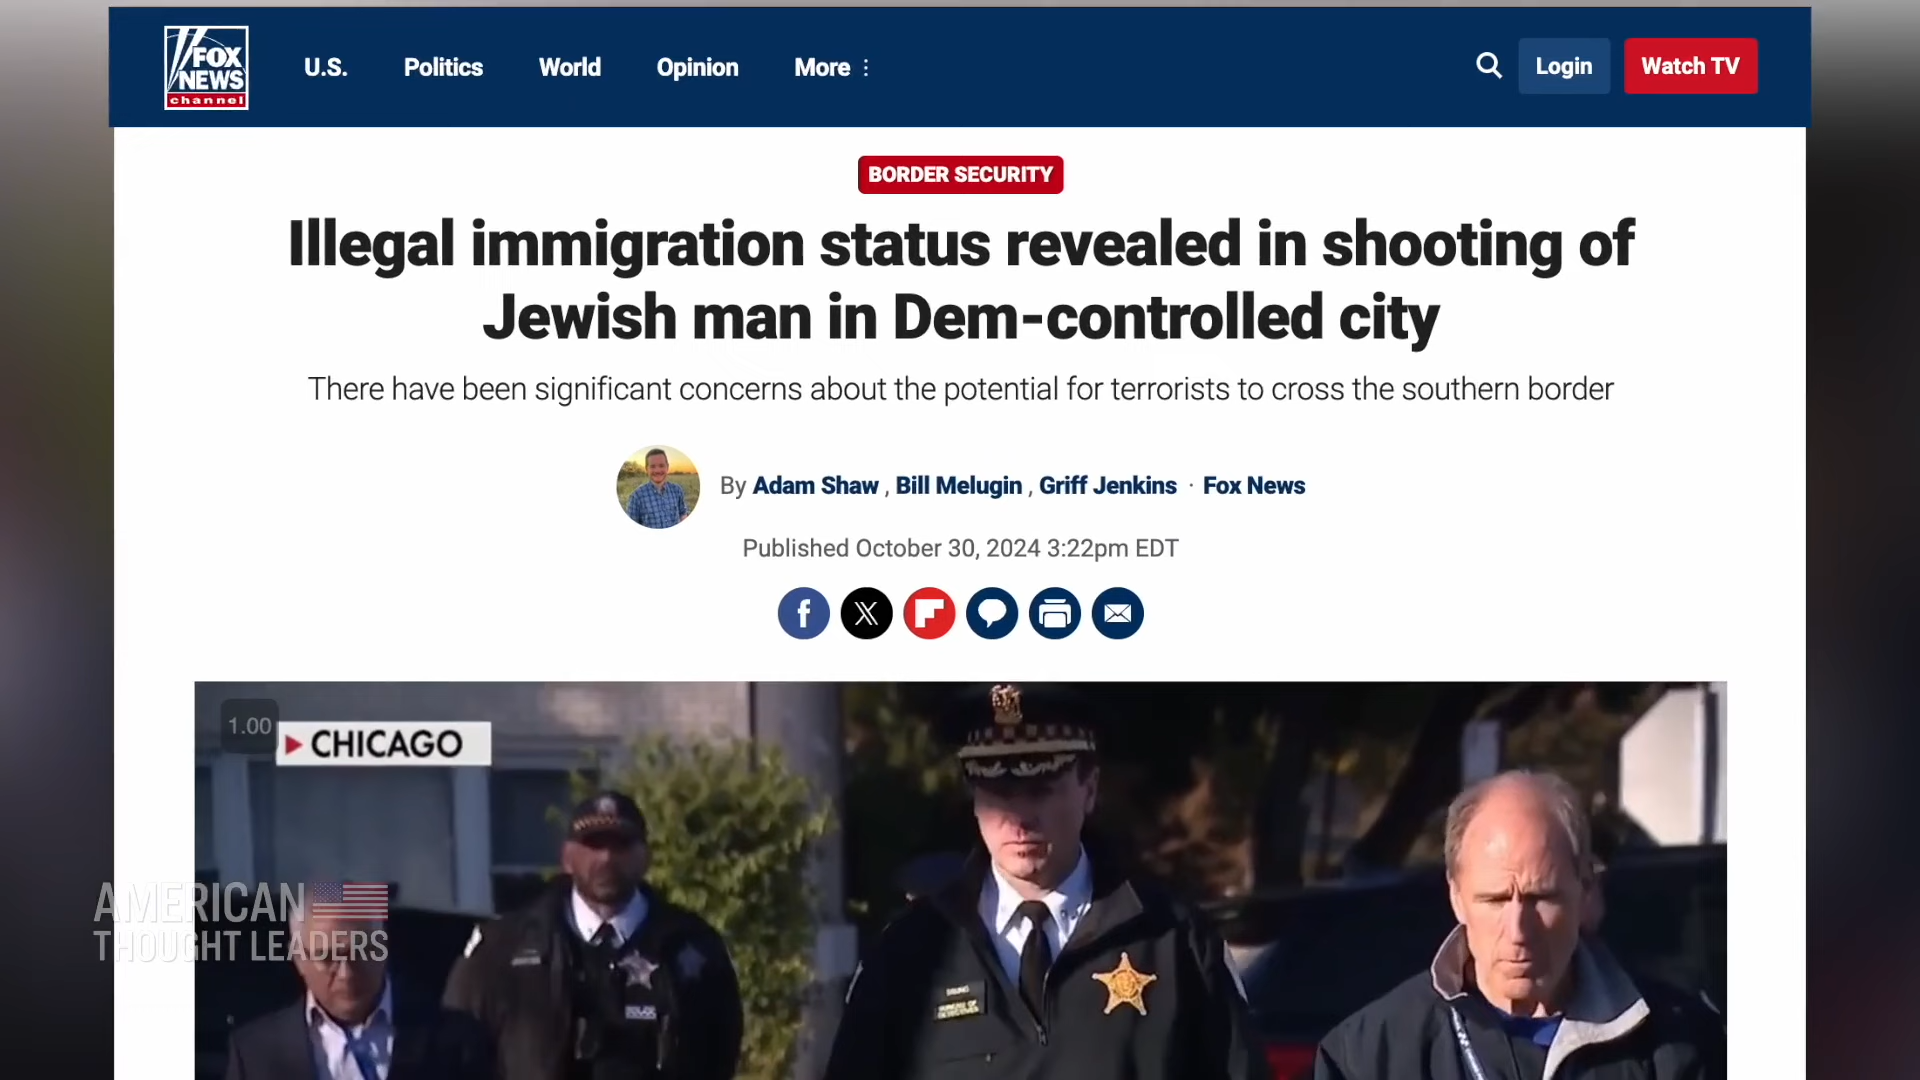 FOX
NEWS
channel
U.S. Politics World Opinion More
Login
Watch TV
BORDER SECURITY
Illegal immigration status revealed in shooting of
Jewish man in Dem-controlled city
There have been significant concerns about the potential for terrorists to cross the southern border
By Adam Shaw , Bill Melugin , Griff Jenkins · Fox News
Published October 30, 2024 3:22pm EDT
1.00
CHICAGO
AMERICAN
THOUGHT LEADERS
BUREAU OF
DETECTIVES